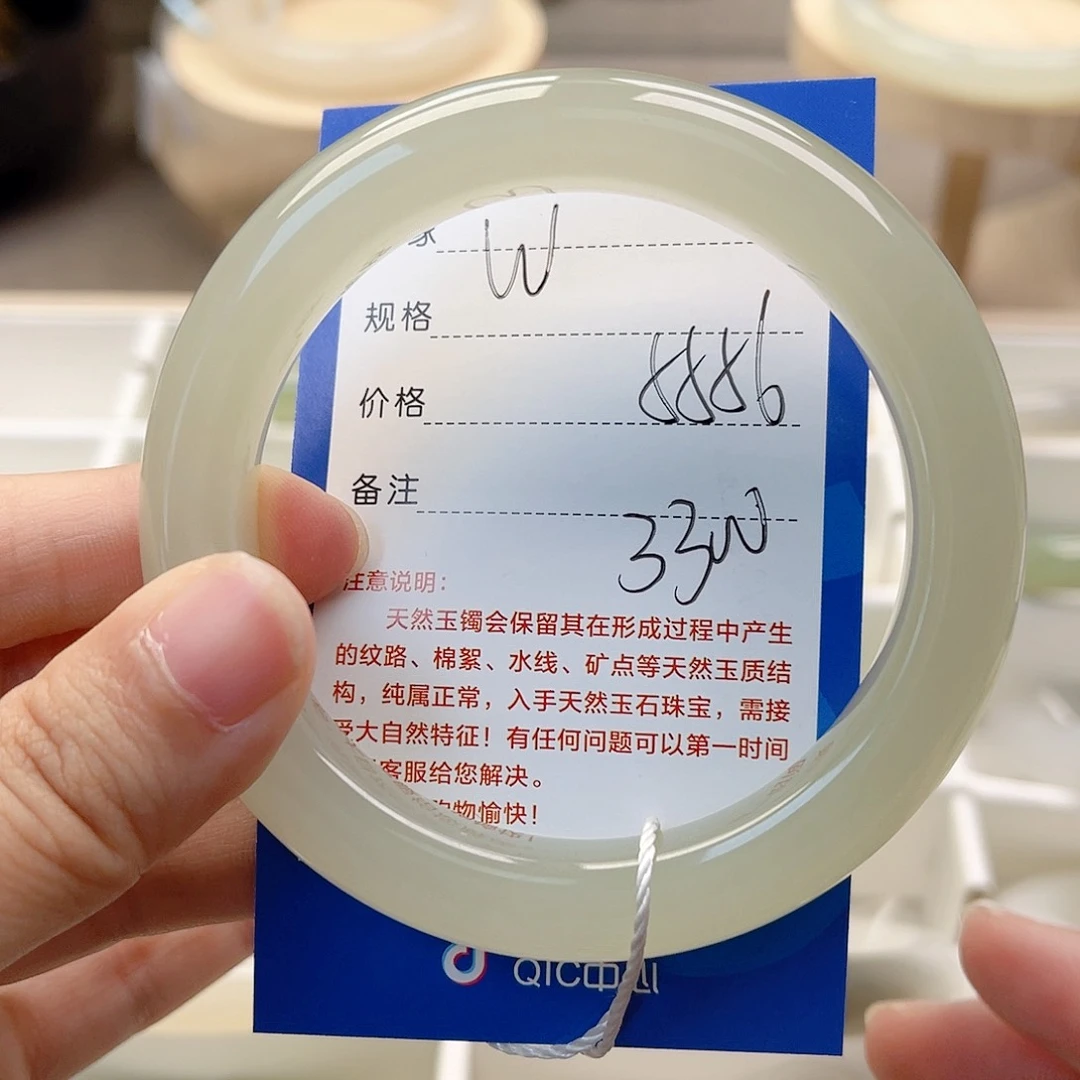 家 W
规格
价格 8886
备注 33W
注意说明：
天然玉镯会保留其在形成过程中产生
的纹路、棉絮、水线、矿点等天然玉质结
构，纯属正常，入手天然玉石珠宝，需接
受大自然特征！有任何问题可以第一时间
客服给您解决。
购物愉快！
QIC中心